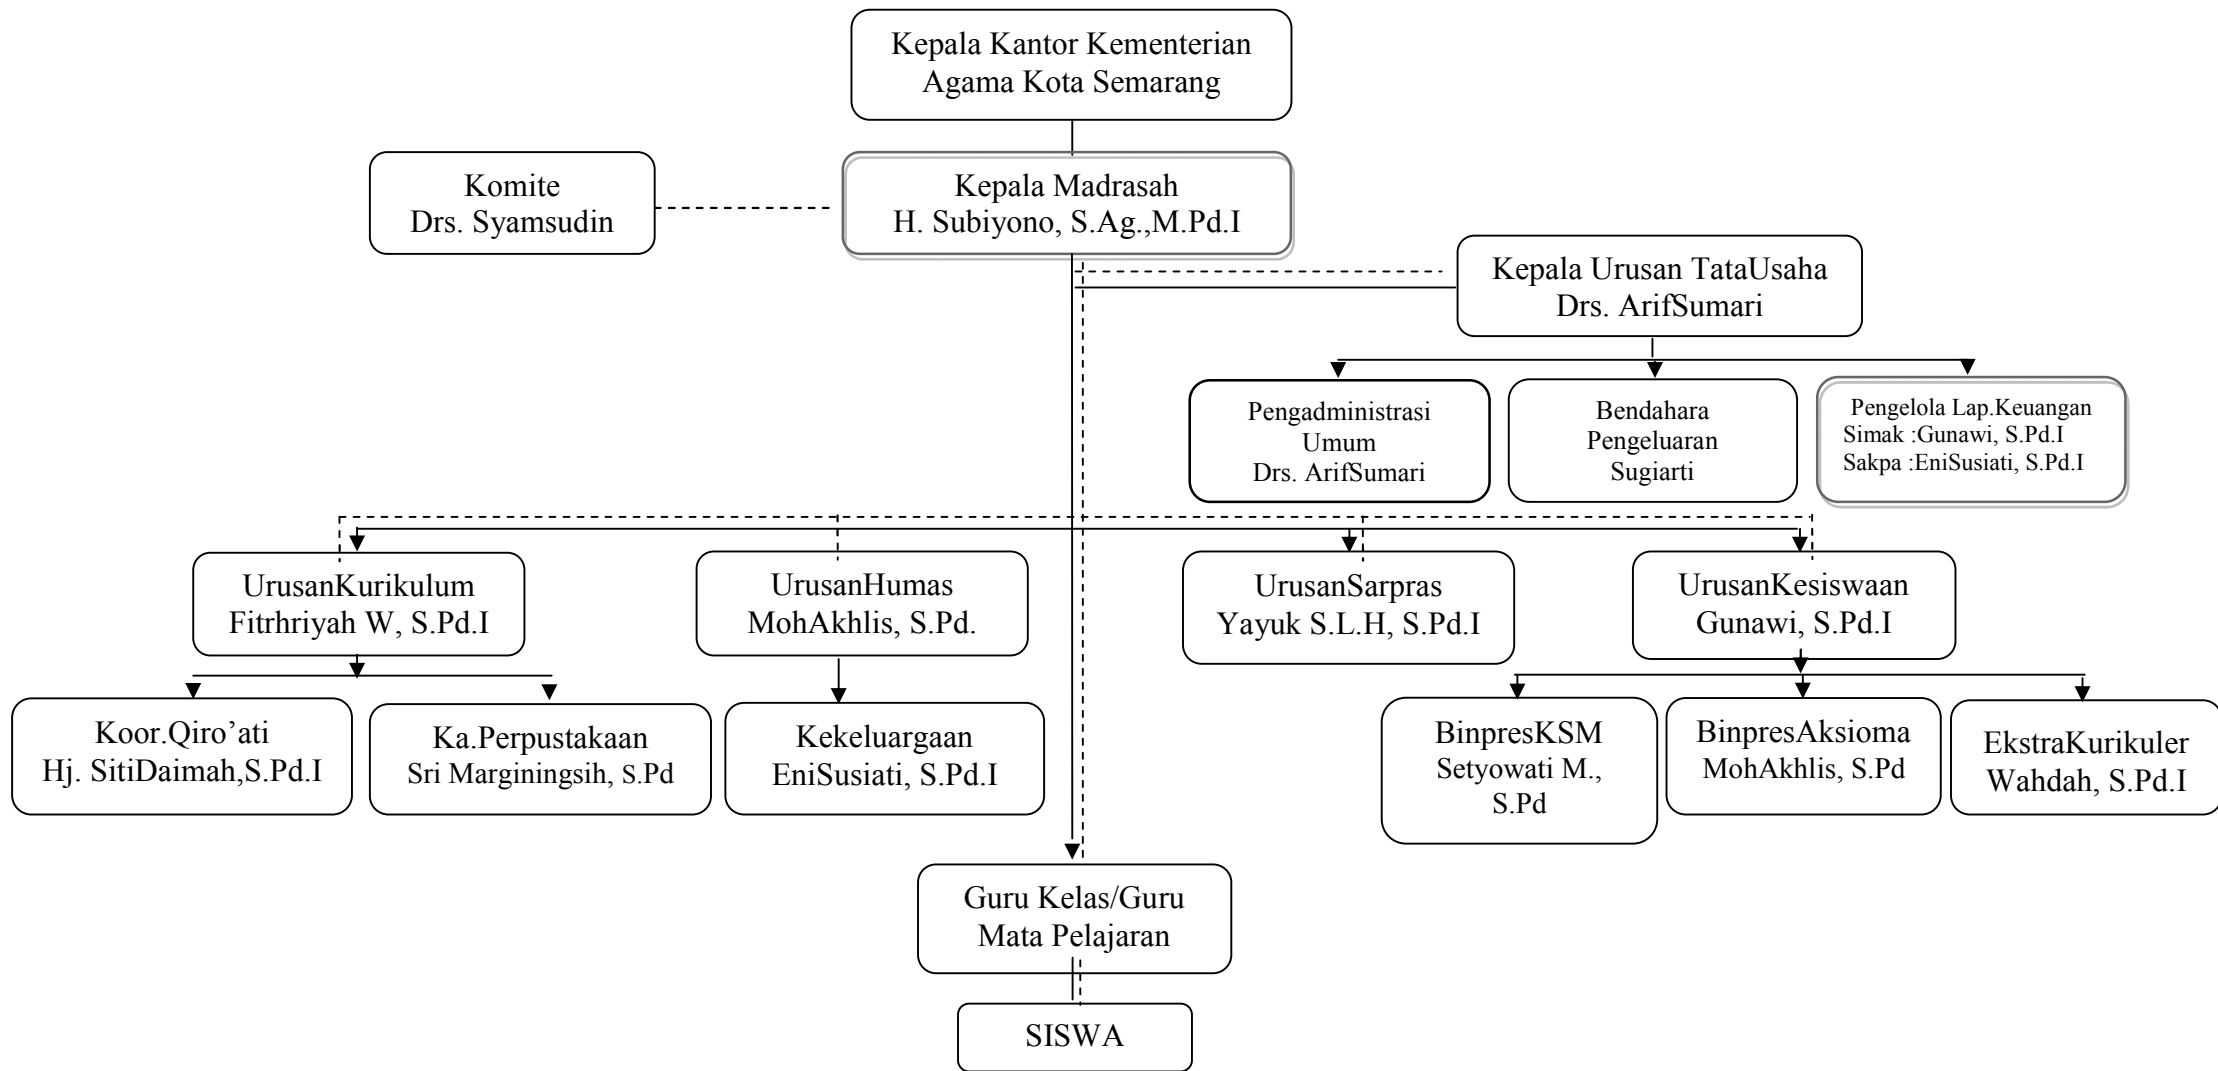 Kepala Kantor Kementerian
Agama Kota Semarang
Komite
Drs. Syamsudin
Kepala Madrasah
H. Subiyono, S.Ag.,M.Pd.I
Kepala Urusan TataUsaha
Drs. ArifSumari
Pengadministrasi
Umum
Drs. ArifSumari
Bendahara
Pengeluaran
Sugiarti
Pengelola Lap.Keuangan
Simak :Gunawi, S.Pd.I
Sakpa :EniSusiati, S.Pd.I
UrusanKurikulum
Fitrhriyah W, S.Pd.I
UrusanHumas
MohAkhlis, S.Pd.
UrusanSarpras
Yayuk S.L.H, S.Pd.I
UrusanKesiswaan
Gunawi, S.Pd.I
Koor.Qiro’ati
Hj. SitiDaimah,S.Pd.I
Ka.Perpustakaan
Sri Marginingsih, S.Pd
Kekeluargaan
EniSusiati, S.Pd.I
BinpresKSM
Setyowati M.,
S.Pd
BinpresAksioma
MohAkhlis, S.Pd
EkstraKurikuler
Wahdah, S.Pd.I
Guru Kelas/Guru
Mata Pelajaran
SISWA